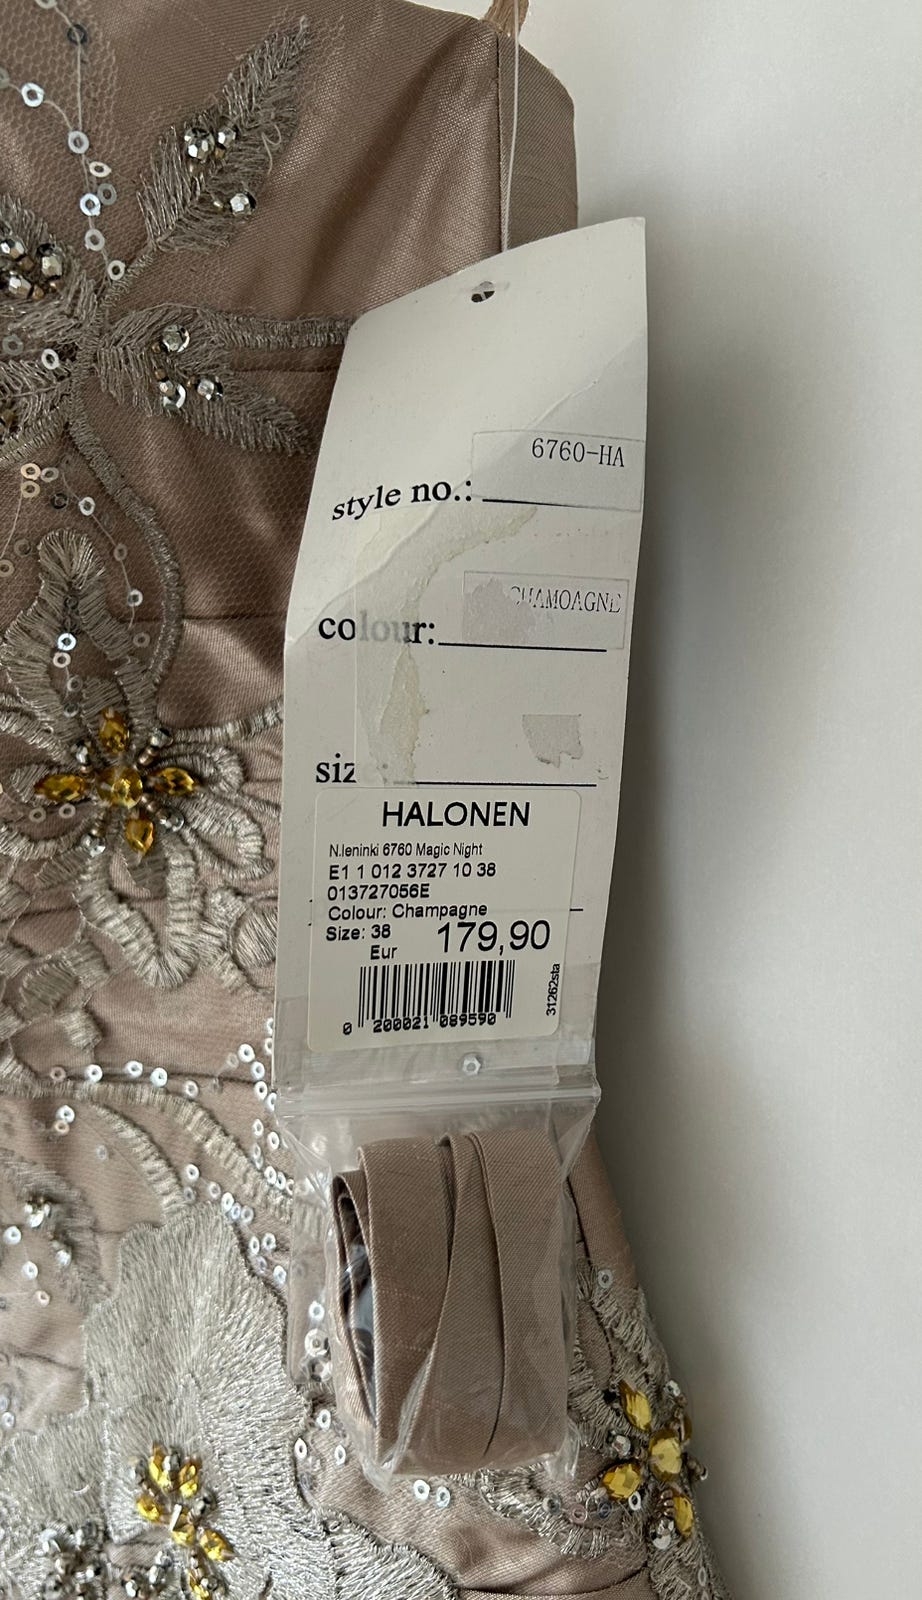 6760-HA
style no.:
CHAMOAGNE
colour:
size:
HALONEN
N.leninki 6760 Magic Night
E1 1 012 3727 10 38
013727056E
Colour: Champagne
Size: 38
Eur 179,90
31262sta
0 200021 089590